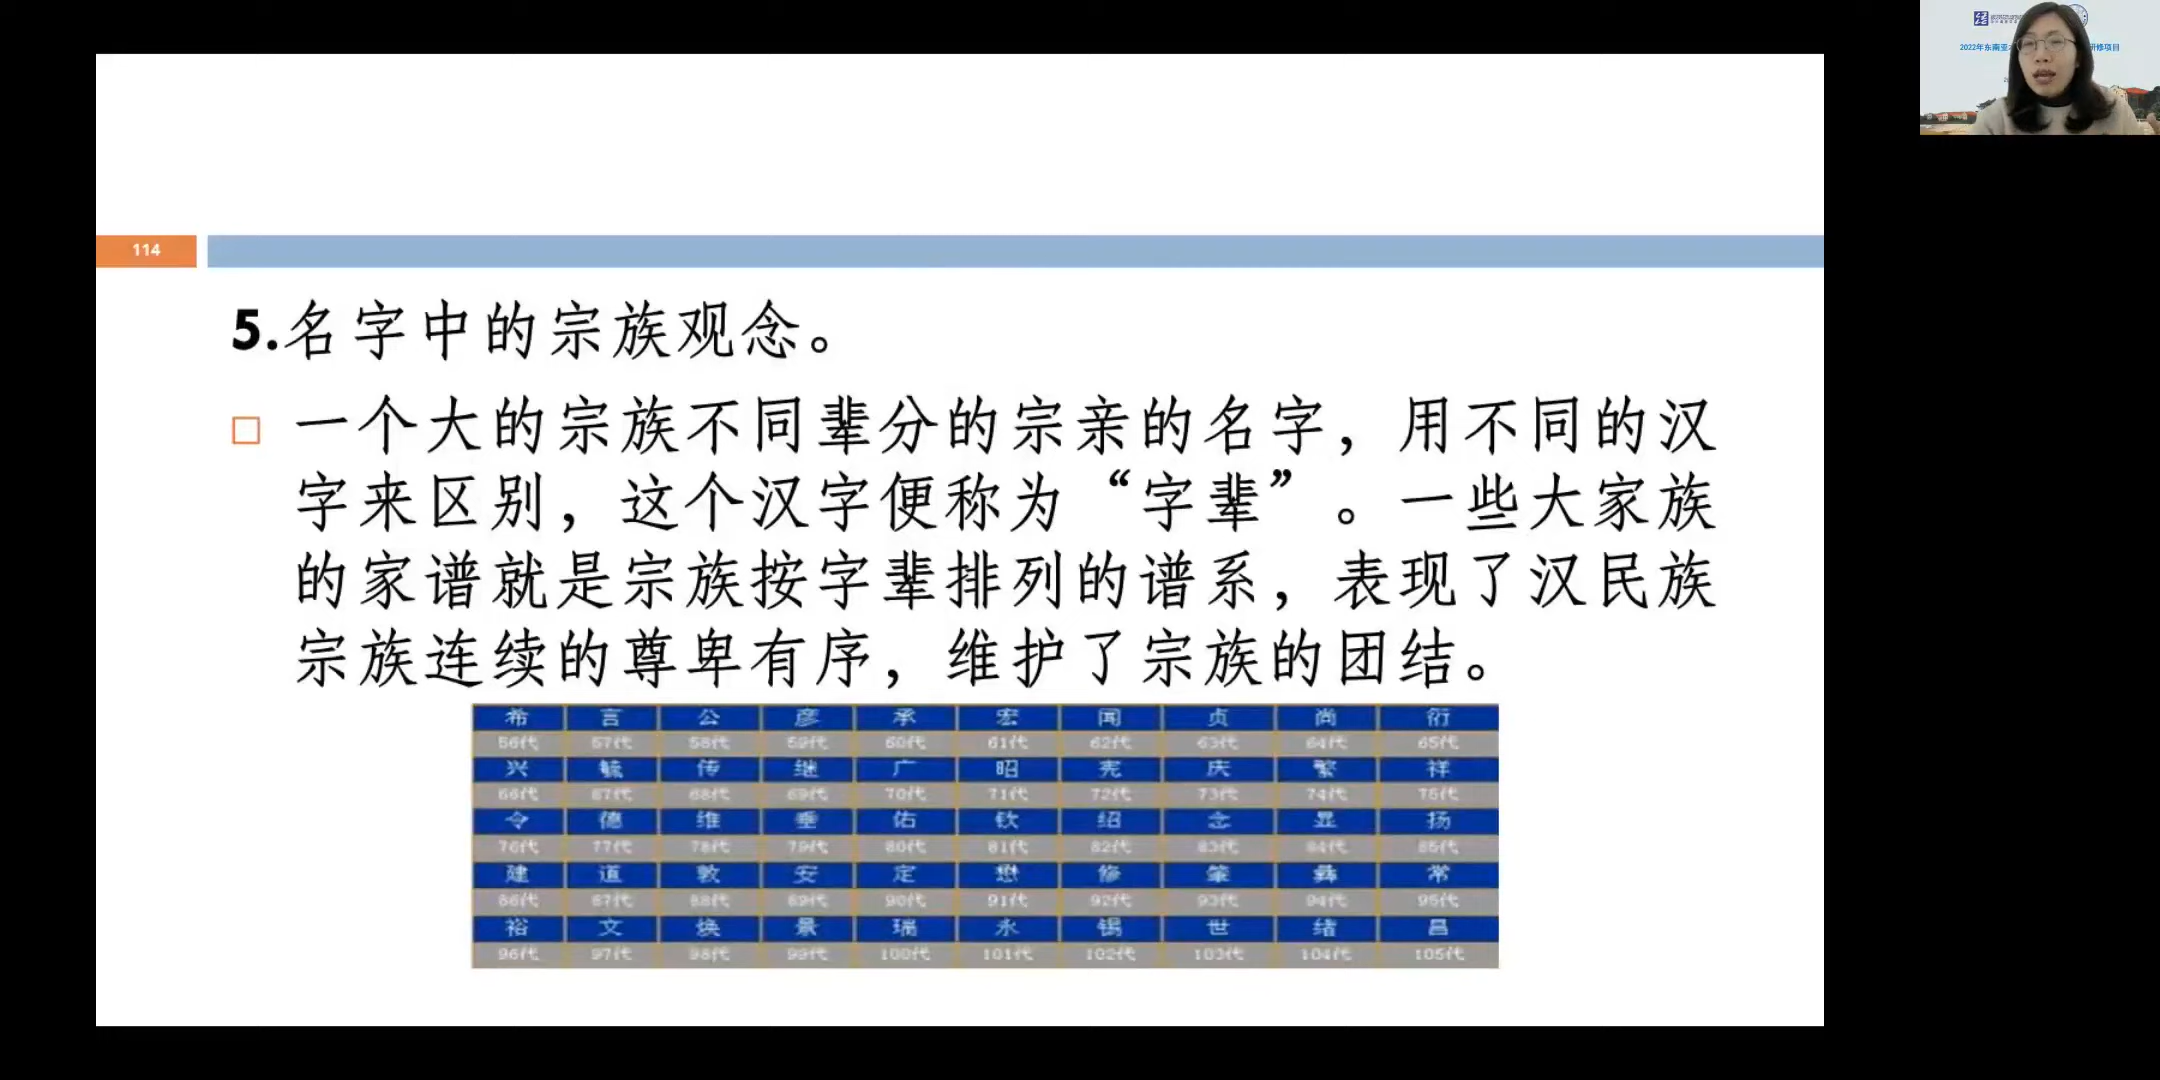 2022年东南亚
研修项目
114
5.名字中的宗族观念。
一个大的宗族不同辈分的宗亲的名字，用不同的汉
字来区别，这个汉字便称为“字辈”。一些大家族
的家谱就是宗族按字辈排列的谱系，表现了汉民族
宗族连续的尊卑有序，维护了宗族的团结。
希 言 公 彦 承 宏 闻 贞 尚 衍
56代 57代 58代 59代 60代 61代 62代 63代 64代 65代
兴 毓 传 继 广 昭 宪 庆 繁 祥
66代 67代 68代 69代 70代 71代 72代 73代 74代 75代
令 德 维 垂 佑 钦 绍 念 显 扬
76代 77代 78代 79代 80代 81代 82代 83代 84代 85代
建 道 敦 安 定 懋 修 肇 彝 常
86代 87代 88代 89代 90代 91代 92代 93代 94代 95代
裕 文 焕 景 瑞 永 锡 世 绪 昌
96代 97代 98代 99代 100代 101代 102代 103代 104代 105代